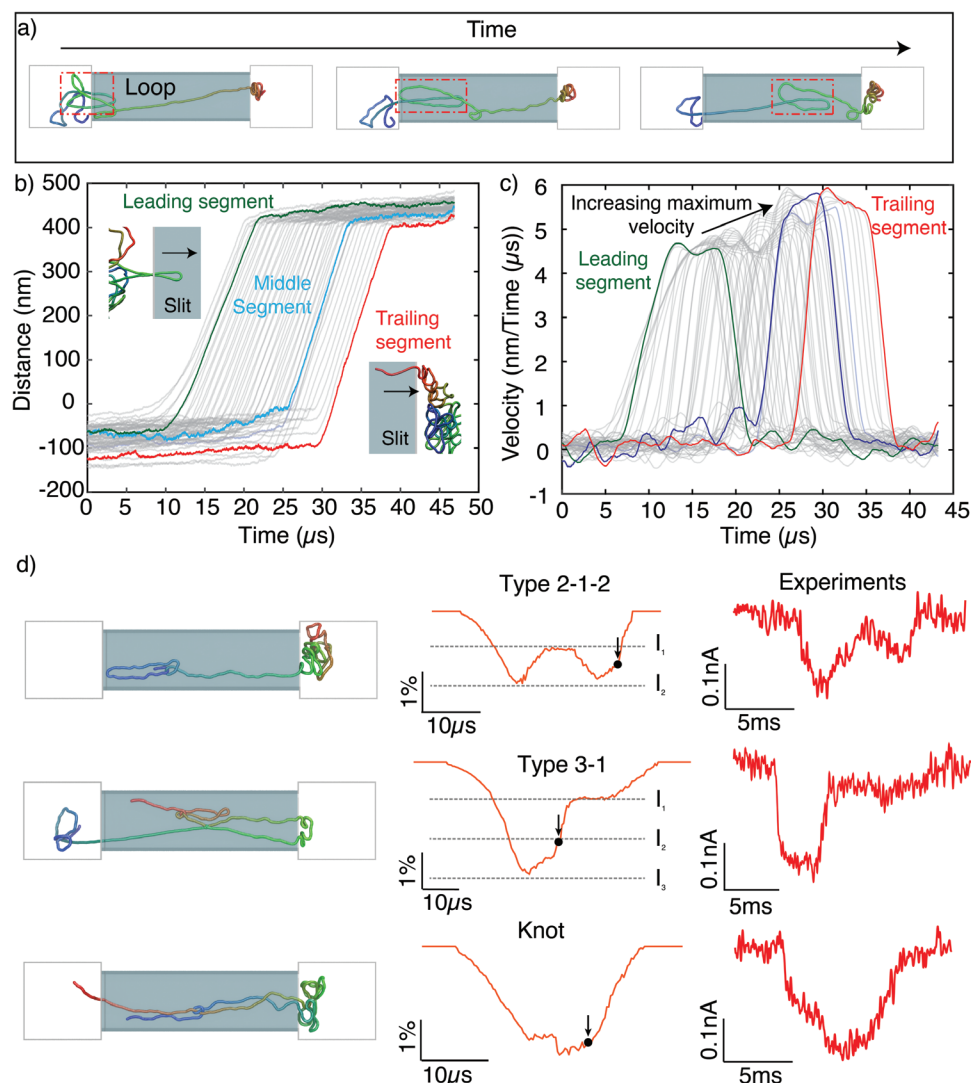 a)
Time
Loop
b)
500
400
300
200
100
0
-100
-200
0
5
10
15
20
25
30
35
40
45
50
Distance (nm)
Time (µs)
Leading segment
Slit
Middle
Segment
Trailing
segment
Slit
c)
6
5
4
3
2
1
0
-1
0
5
10
15
20
25
30
35
40
45
Velocity (nm/Time (µs))
Time (µs)
Increasing maximum
velocity
Leading
segment
Trailing
segment
d)
Type 2-1-2
Experiments
I₁
I₂
1%
10µs
0.1nA
5ms
Type 3-1
I₁
I₂
I₃
1%
10µs
0.1nA
5ms
Knot
1%
10µs
0.1nA
5ms